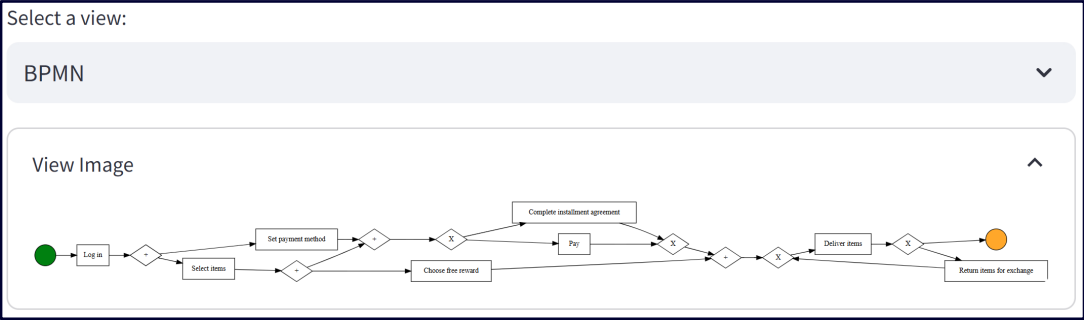 Select a view:
BPMN
View Image
Complete installment agreement
Set payment method
+
X
Pay
X
Log in
+
Select items
+
Choose free reward
+
X
Deliver items
X
Return items for exchange